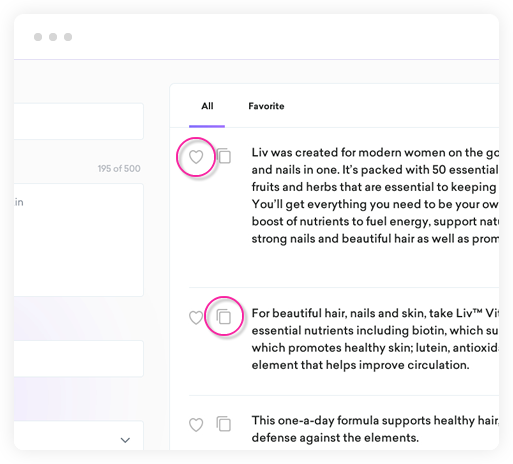 All Favorite
195 of 500
in
Liv was created for modern women on the go
and nails in one. It's packed with 50 essential
fruits and herbs that are essential to keeping
You'll get everything you need to be your ow
boost of nutrients to fuel energy, support natu
strong nails and beautiful hair as well as prom
For beautiful hair, nails and skin, take Liv™ Vit
essential nutrients including biotin, which su
which promotes healthy skin; lutein, antioxida
element that helps improve circulation.
This one-a-day formula supports healthy hair,
defense against the elements.